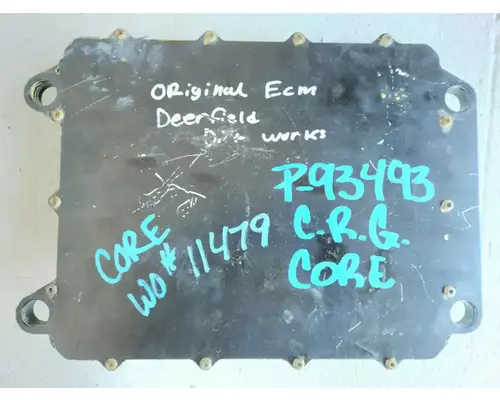 ORiginal Ecm
Deerfield
works
P-93493
C.R.G.
CORE
CORE
WO# 11479